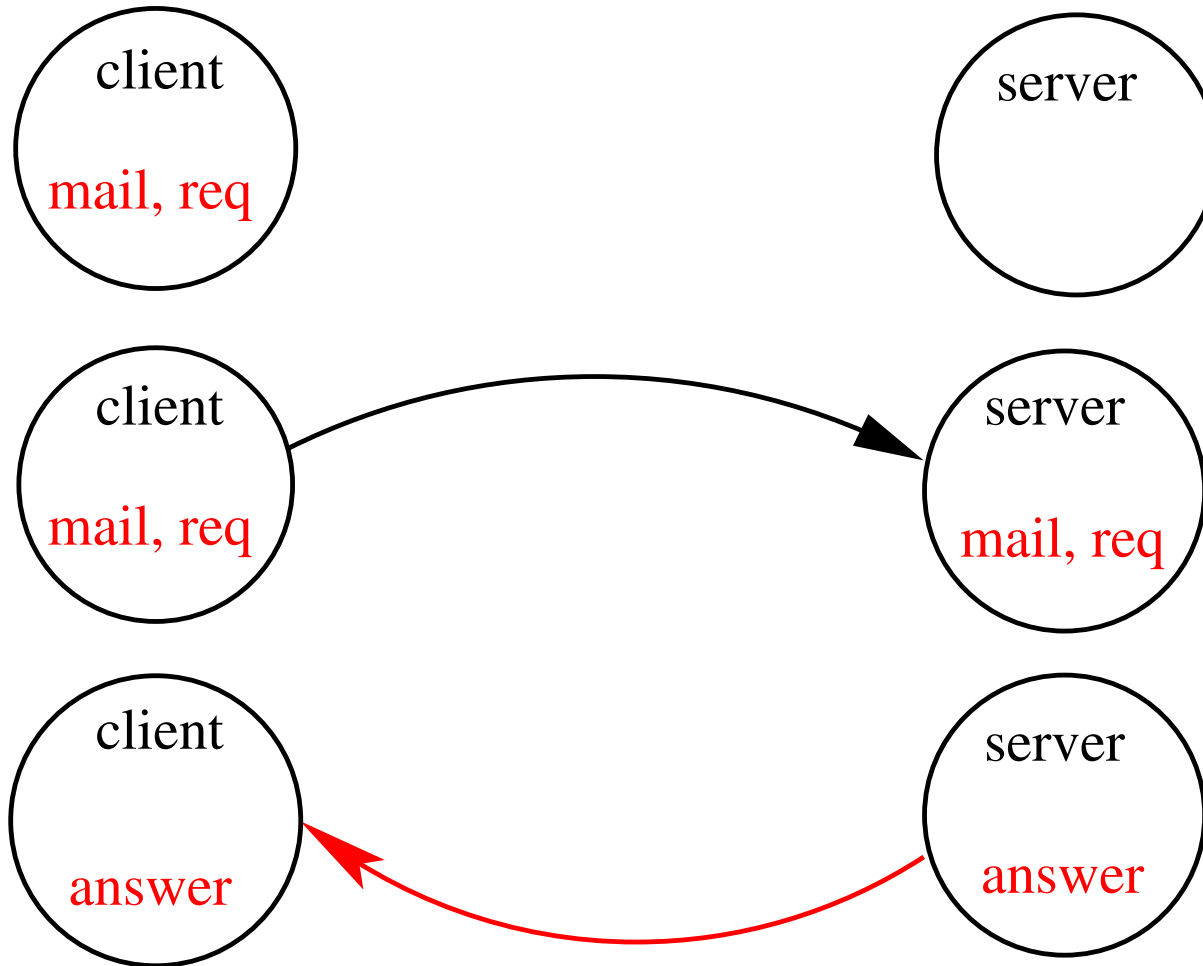 client
server
mail, req
client
server
mail, req
mail, req
client
server
answer
answer